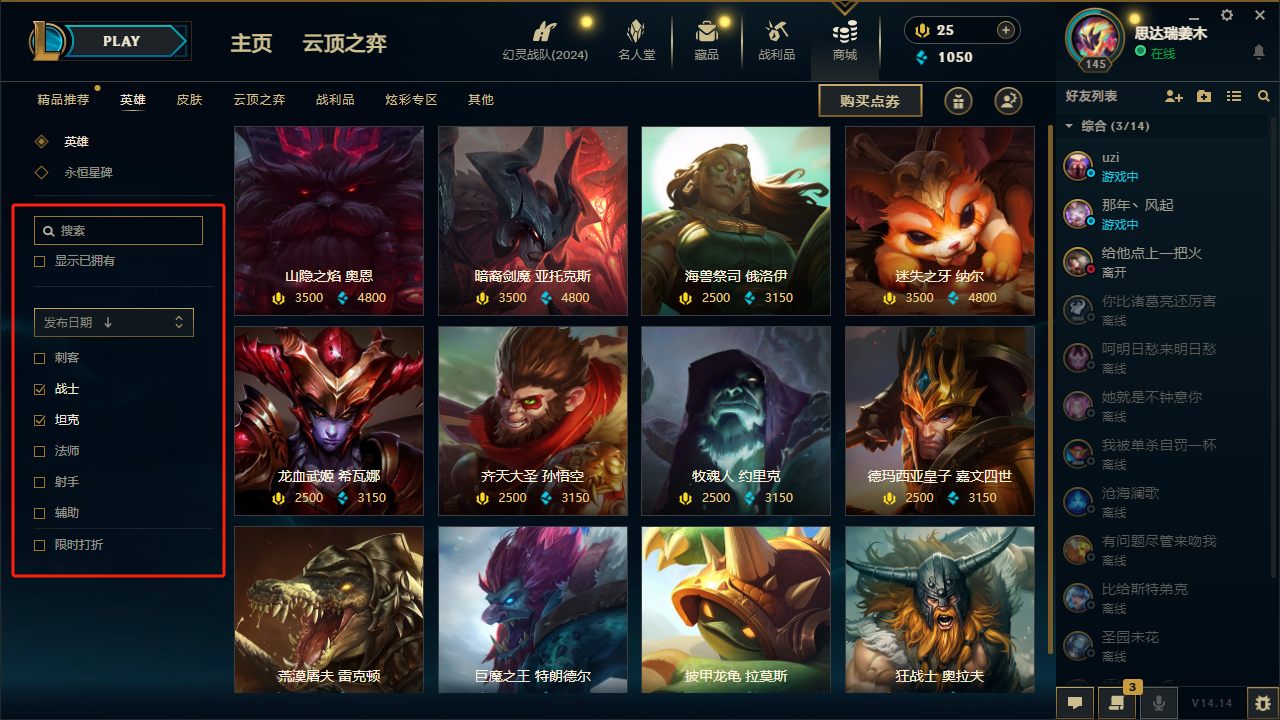 PLAY
主页
云顶之弈
幻灵战队(2024)
名人堂
藏品
战利品
商城
25
1050
145
思达瑞姜木
在线
精品推荐
英雄
皮肤
云顶之弈
战利品
炫彩专区
其他
购买点券
英雄
永恒星碑
搜索
显示已拥有
发布日期 ↓
刺客
战士
坦克
法师
射手
辅助
限时打折
山隐之焰 奥恩
3500 4800
暗裔剑魔 亚托克斯
3500 4800
海兽祭司 俄洛伊
2500 3150
迷失之牙 纳尔
3500 4800
龙血武姬 希瓦娜
2500 3150
齐天大圣 孙悟空
2500 3150
牧魂人 约里克
2500 3150
德玛西亚皇子 嘉文四世
2500 3150
荒漠屠夫 雷克顿
巨魔之王 特朗德尔
披甲龙龟 拉莫斯
狂战士 奥拉夫
好友列表
综合 (3/14)
uzi
游戏中
那年丶风起
游戏中
给他点上一把火
离开
你比诸葛亮还厉害
离线
呵明日愁来明日愁
离线
她就是不钟意你
离线
我被单杀自罚一杯
离线
沧海澜歌
离线
有问题尽管来吻我
离线
比给斯特弟克
离线
圣园未花
离线
3
V14.14